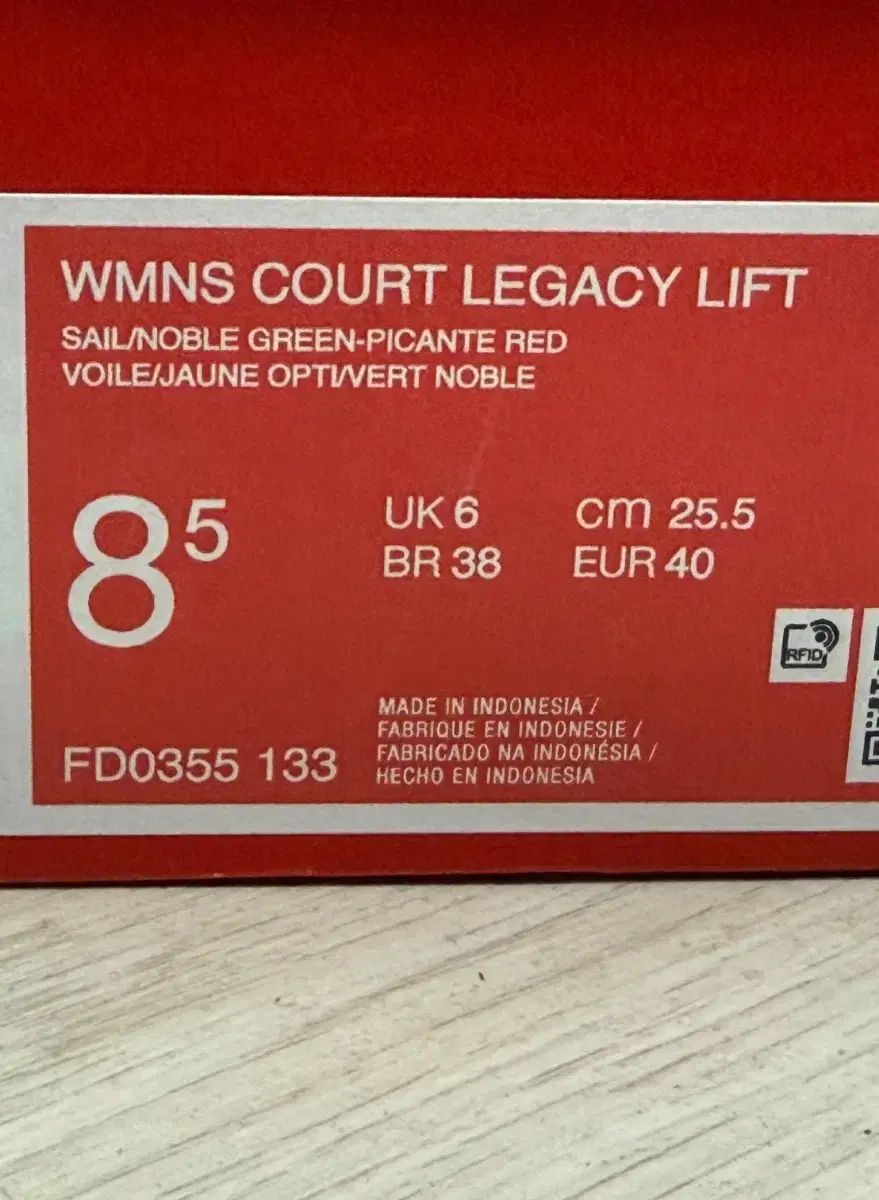 WMNS COURT LEGACY LIFT
SAIL/NOBLE GREEN-PICANTE RED
VOILE/JAUNE OPTI/VERT NOBLE
8⁵
UK 6 cm 25.5
BR 38 EUR 40
RFID
MADE IN INDONESIA /
FABRIQUE EN INDONESIE /
FABRICADO NA INDONÉSIA /
HECHO EN INDONESIA
FD0355 133